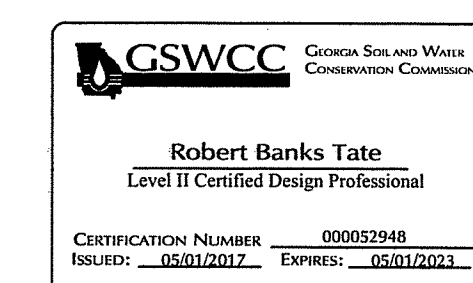 GSWCC GEORGIA SOIL AND WATER
CONSERVATION COMMISSION
Robert Banks Tate
Level II Certified Design Professional
CERTIFICATION NUMBER 000052948
ISSUED: 05/01/2017 EXPIRES: 05/01/2023